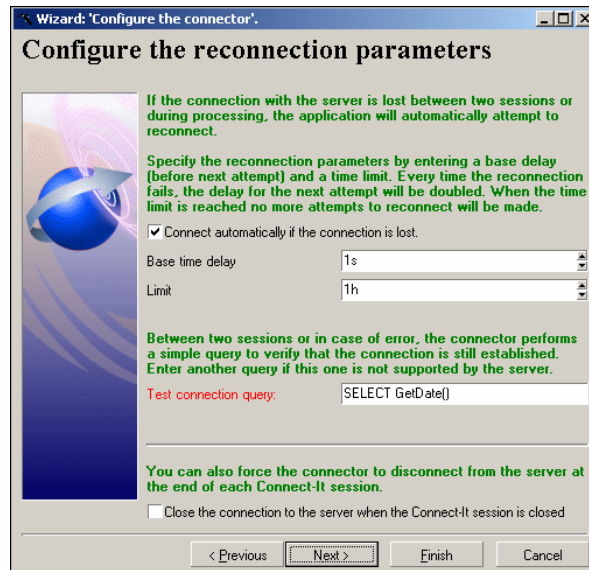 Wizard: 'Configure the connector'.
Configure the reconnection parameters
If the connection with the server is lost between two sessions or
during processing, the application will automatically attempt to
reconnect.
Specify the reconnection parameters by entering a base delay
(before next attempt) and a time limit. Every time the reconnection
fails, the delay for the next attempt will be doubled. When the time
limit is reached no more attempts to reconnect will be made.
Connect automatically if the connection is lost.
Base time delay 1s
Limit 1h
Between two sessions or in case of error, the connector performs
a simple query to verify that the connection is still established.
Enter another query if this one is not supported by the server.
Test connection query: SELECT GetDate()
You can also force the connector to disconnect from the server at
the end of each Connect-It session.
Close the connection to the server when the Connect-It session is closed
< Previous Next > Finish Cancel